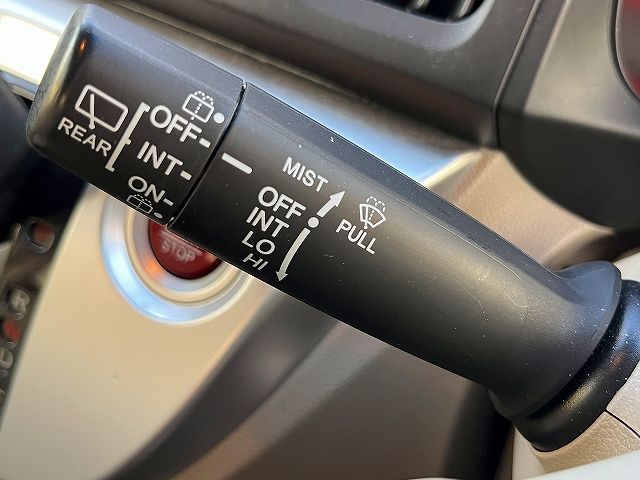 REAR
OFF
INT
ON
MIST
OFF
INT
LO
HI
PULL
STOP
R